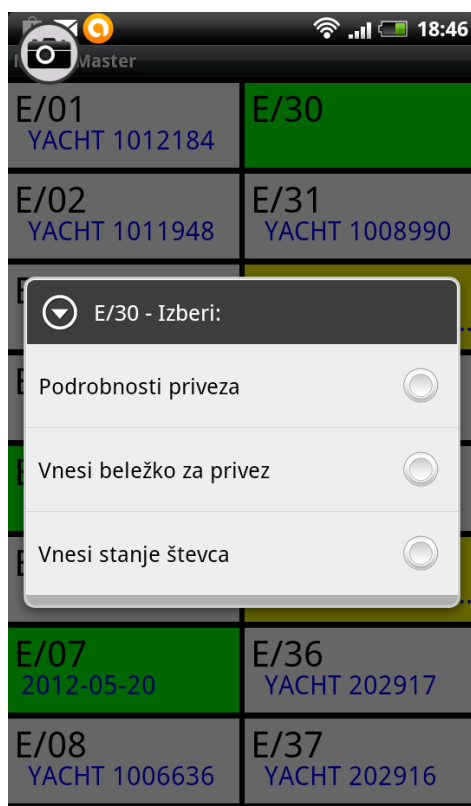 18:46
Master
E/01
YACHT 1012184
E/30
E/02
YACHT 1011948
E/31
YACHT 1008990
E/30 - Izberi:
Podrobnosti priveza
Vnesi beležko za privez
Vnesi stanje števca
E/07
2012-05-20
E/36
YACHT 202917
E/08
YACHT 1006636
E/37
YACHT 202916